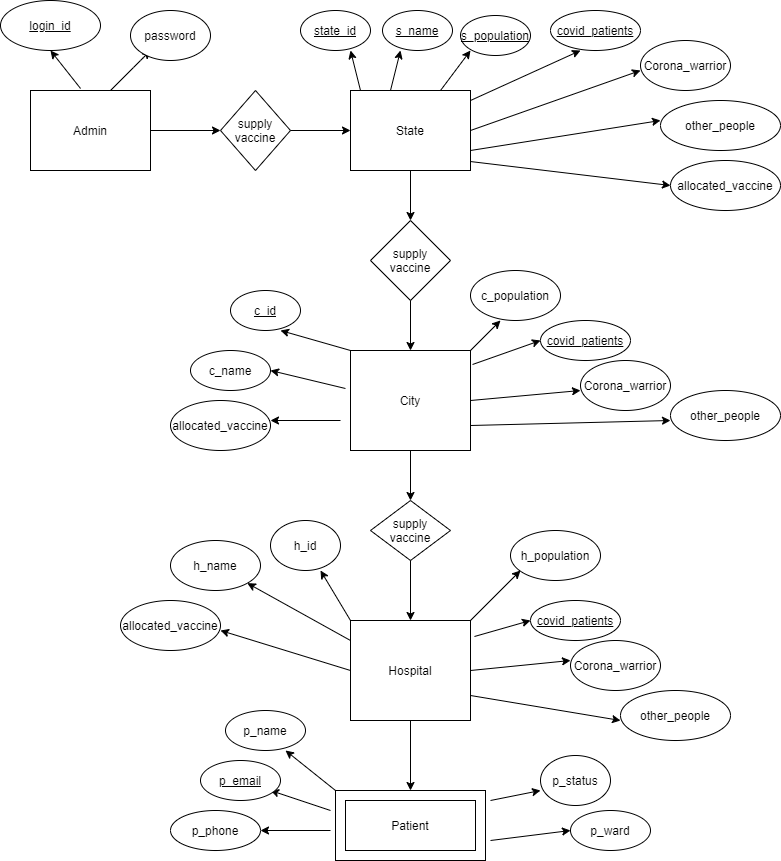 login_id
password
state_id
s_name
s_population
covid_patients
Corona_warrior
other_people
allocated_vaccine
Admin
supply
vaccine
State
supply
vaccine
c_population
c_id
covid_patients
c_name
Corona_warrior
City
other_people
allocated_vaccine
supply
vaccine
h_id
h_population
h_name
covid_patients
allocated_vaccine
Corona_warrior
Hospital
other_people
p_name
p_email
p_status
p_phone
Patient
p_ward